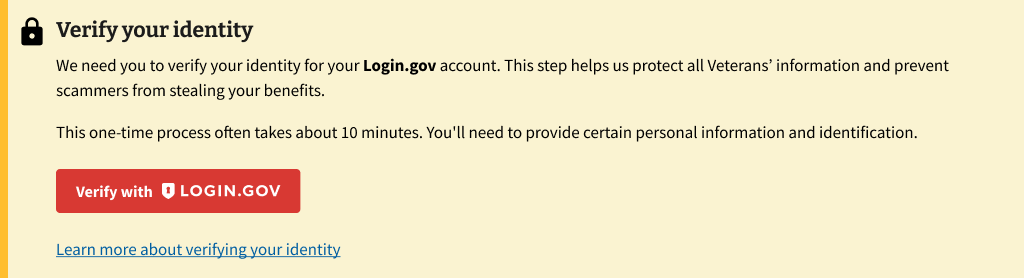 Verify your identity
We need you to verify your identity for your Login.gov account. This step helps us protect all Veterans’ information and prevent
scammers from stealing your benefits.
This one-time process often takes about 10 minutes. You'll need to provide certain personal information and identification.
Verify with LOGIN.GOV
Learn more about verifying your identity